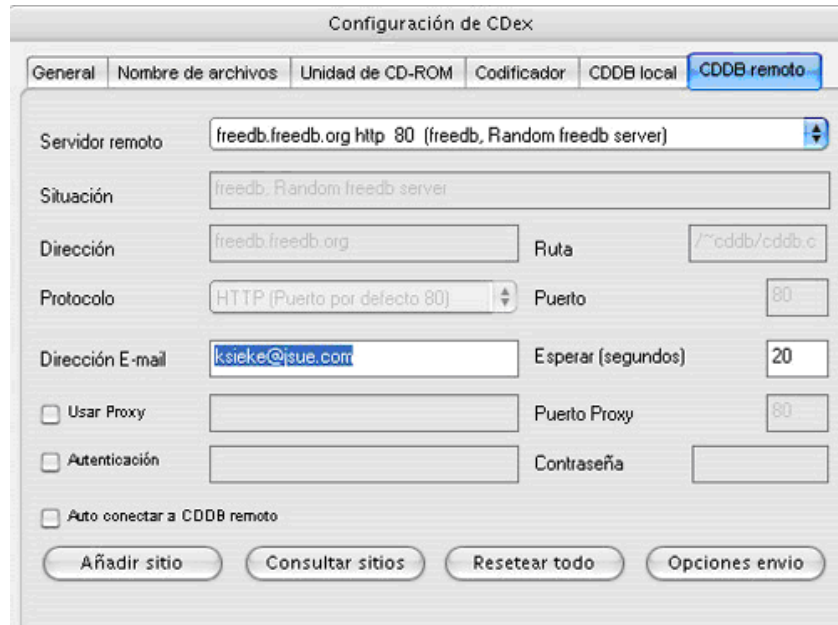 Configuración de CDex
General Nombre de archivos Unidad de CD-ROM Codificador CDDB local CDDB remoto
Servidor remoto freedb.freedb.org http 80 (freedb, Random freedb server)
Situación freedb, Random freedb server
Dirección freedb.freedb.org Ruta /~cddb/cddb.c
Protocolo HTTP (Puerto por defecto 80) Puerto 80
Dirección E-mail ksieke@jsue.com Esperar (segundos) 20
Usar Proxy Puerto Proxy 80
Autenticación Contraseña
Auto conectar a CDDB remoto
Añadir sitio Consultar sitios Resetear todo Opciones envio